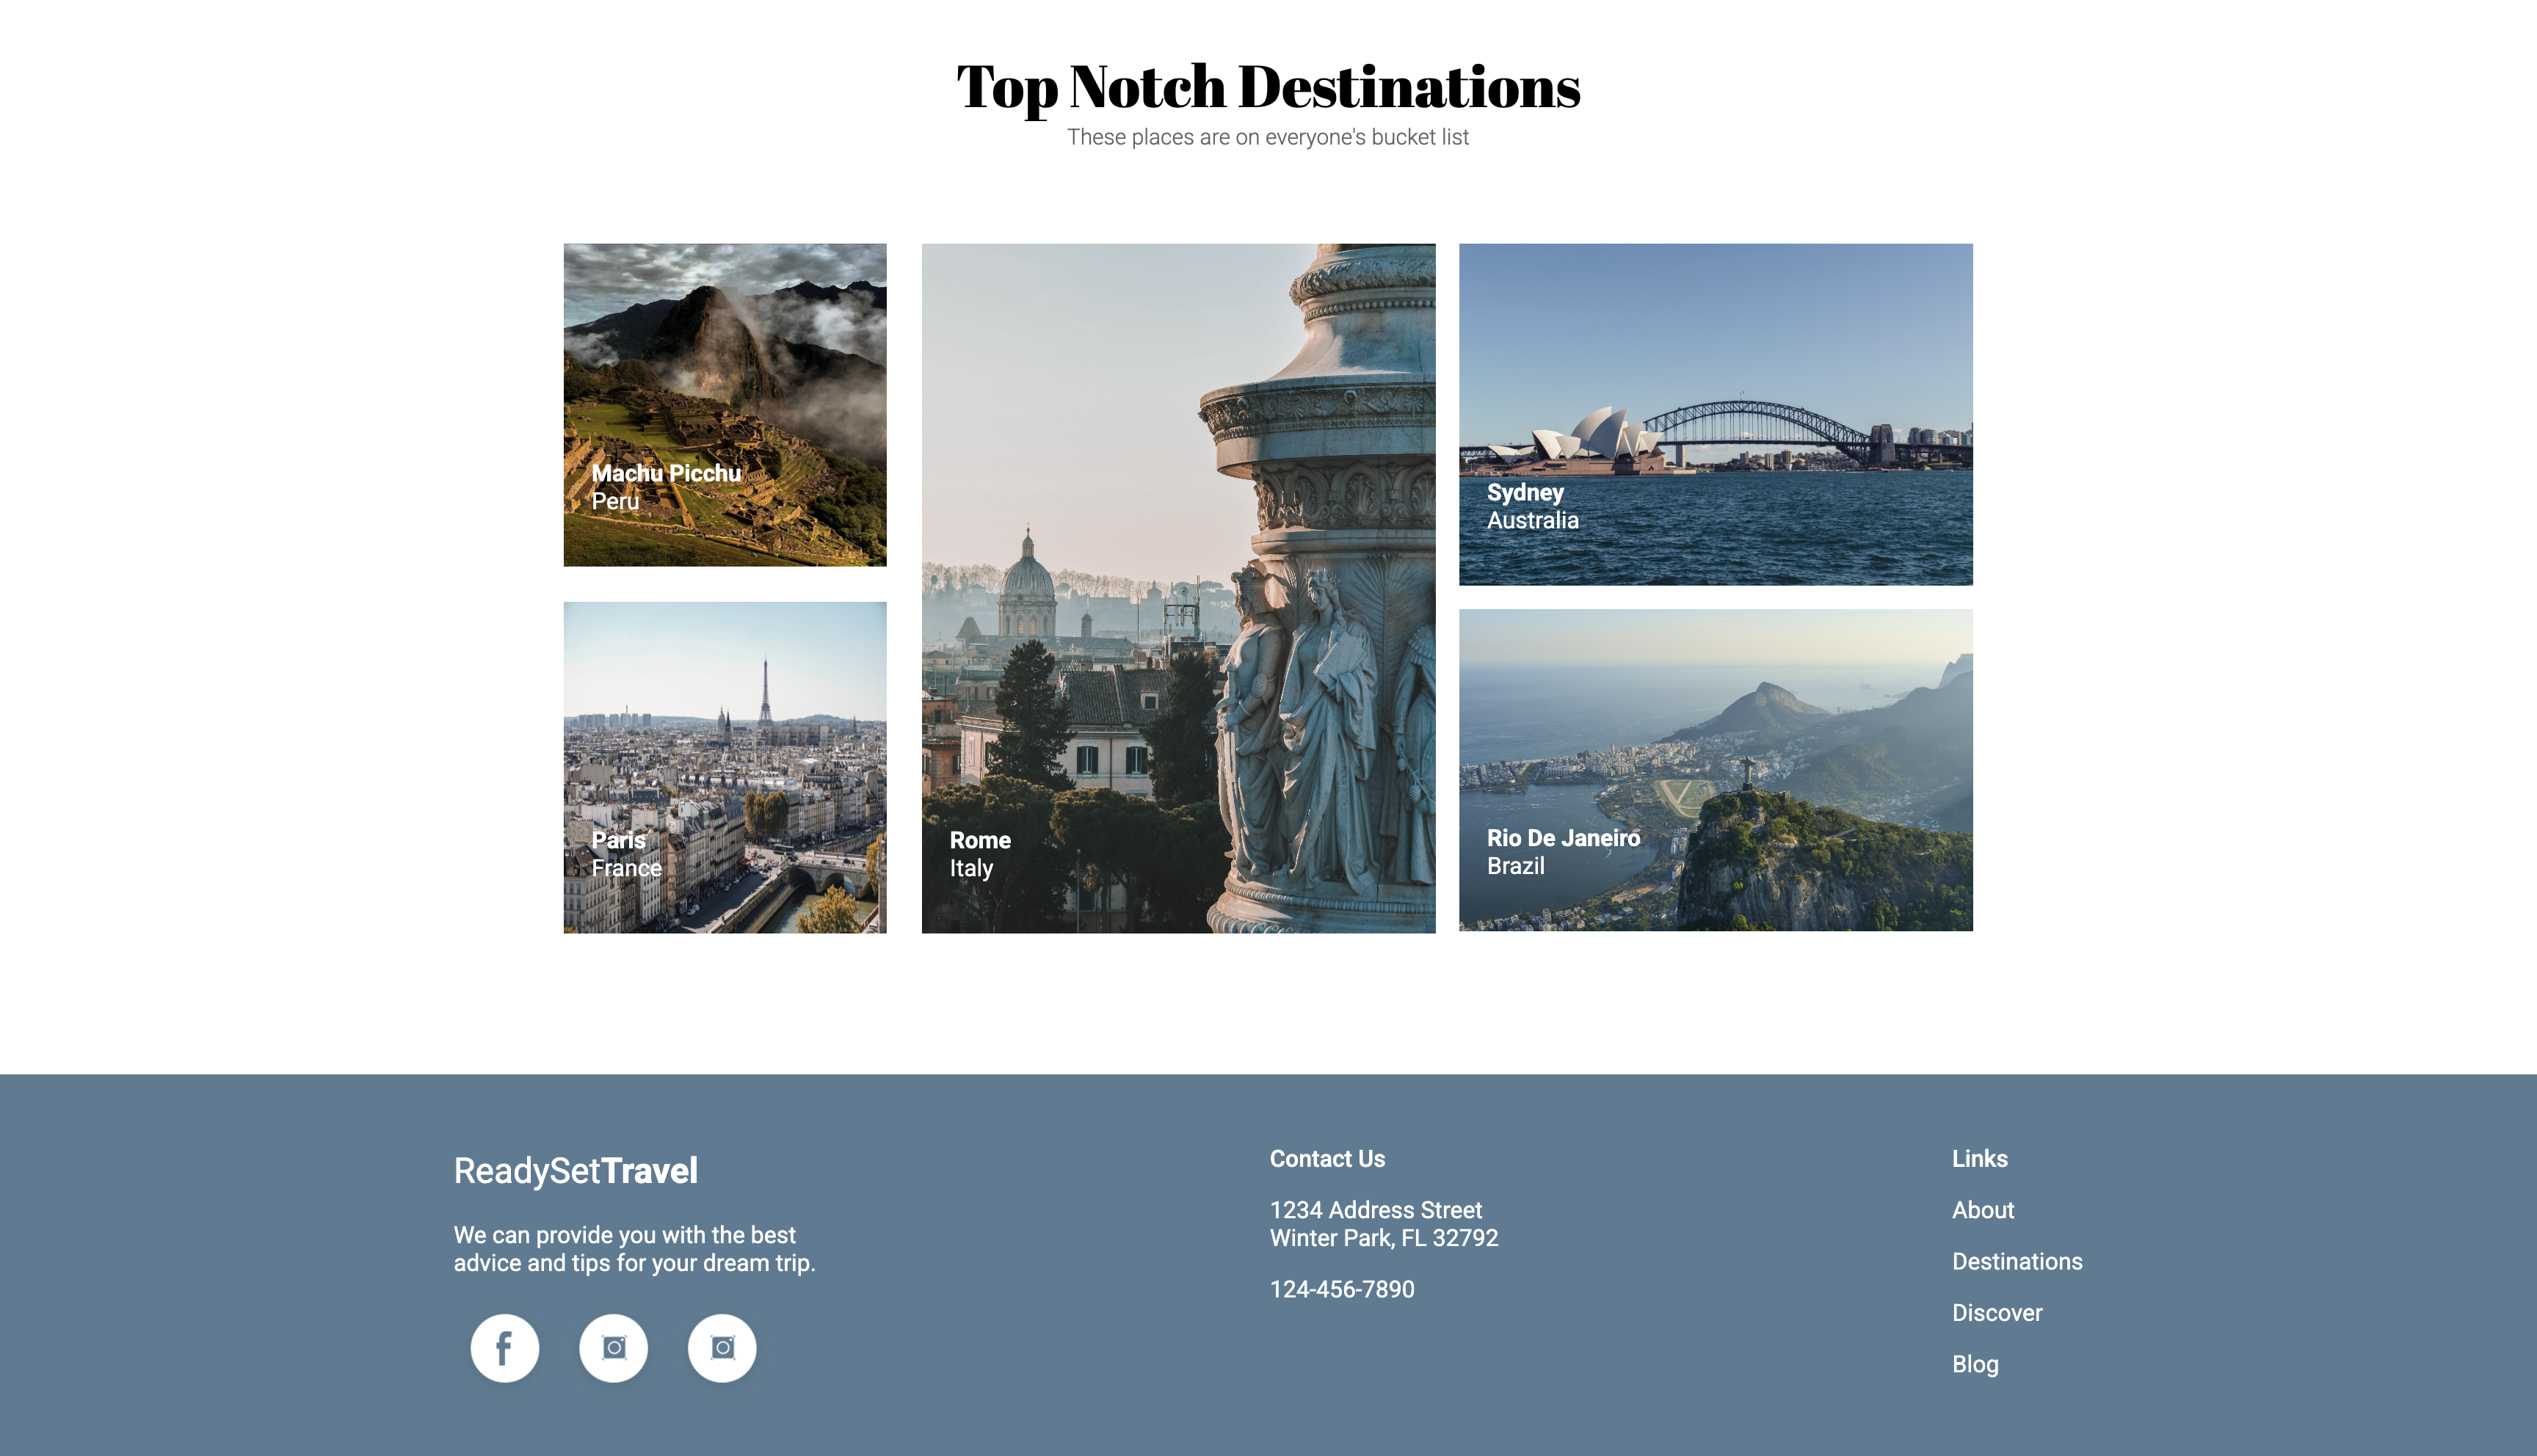 Top Notch Destinations
These places are on everyone's bucket list
Machu Picchu
Peru
Paris
France
Rome
Italy
Sydney
Australia
Rio De Janeiro
Brazil
ReadySetTravel
We can provide you with the best
advice and tips for your dream trip.
f
Contact Us
1234 Address Street
Winter Park, FL 32792
124-456-7890
Links
About
Destinations
Discover
Blog